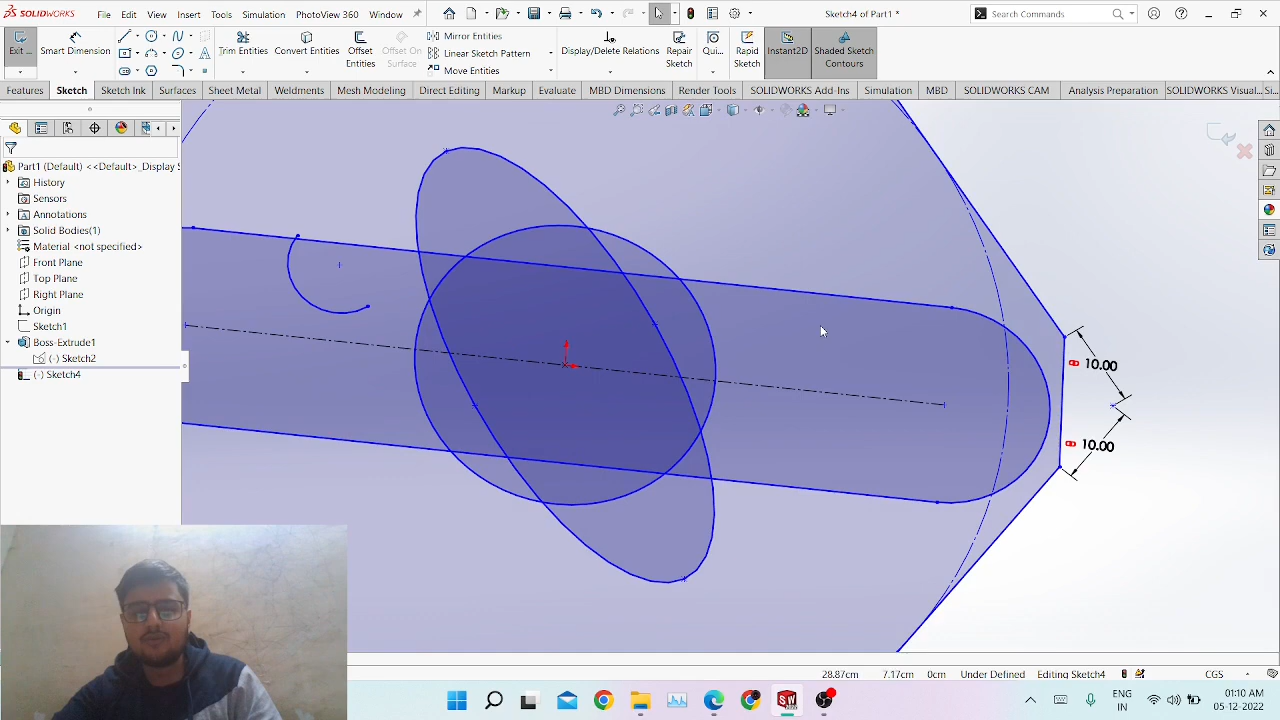 SOLIDWORKS File Edit View Insert Tools Simulation PhotoView 360 Window Sketch4 of Part1 * Search Commands
Exit ... Smart Dimension Trim Entities Convert Entities Offset Entities Offset On Surface Mirror Entities Display/Delete Relations Repair Sketch Qui... Rapid Sketch Instant2D Shaded Sketch Contours
Linear Sketch Pattern
Move Entities
Features Sketch Sketch Ink Surfaces Sheet Metal Weldments Mesh Modeling Direct Editing Markup Evaluate MBD Dimensions Render Tools SOLIDWORKS Add-Ins MBD Simulation SOLIDWORKS CAM Analysis Preparation SOLIDWORKS Visual... Si...
Part1 (Default) <<Default>_Display S
History
Sensors
Annotations
Solid Bodies(1)
Material <not specified>
Front Plane
Top Plane
Right Plane
Origin
Sketch1
Boss-Extrude1
(-) Sketch2
(-) Sketch4
10.00
10.00
28.87cm 7.17cm 0cm Under Defined Editing Sketch4 CGS
ENG
IN
11:10 AM
05-12-2022